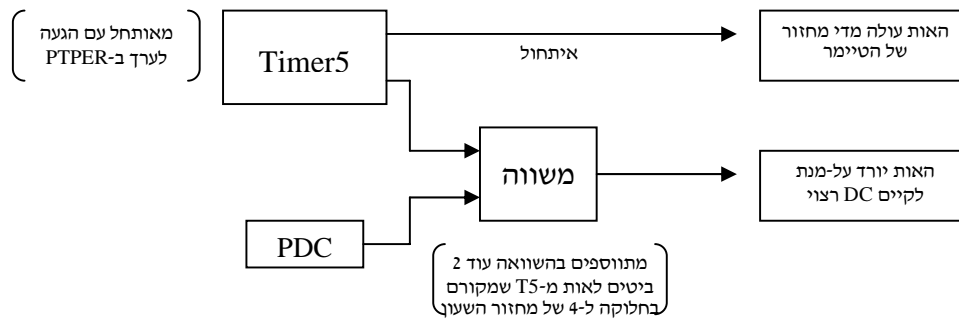 מאותחל עם הגעה
לערך ב-PTPER
Timer5
איתחול
האות עולה מדי מחזור
של הטיימר
משווה
האות יורד על-מנת
לקיים DC רצוי
PDC
מתווספים בהשוואה עוד 2
ביטים לאות מ-T5 שמקורם
בחלוקה ל-4 של מחזור השעון